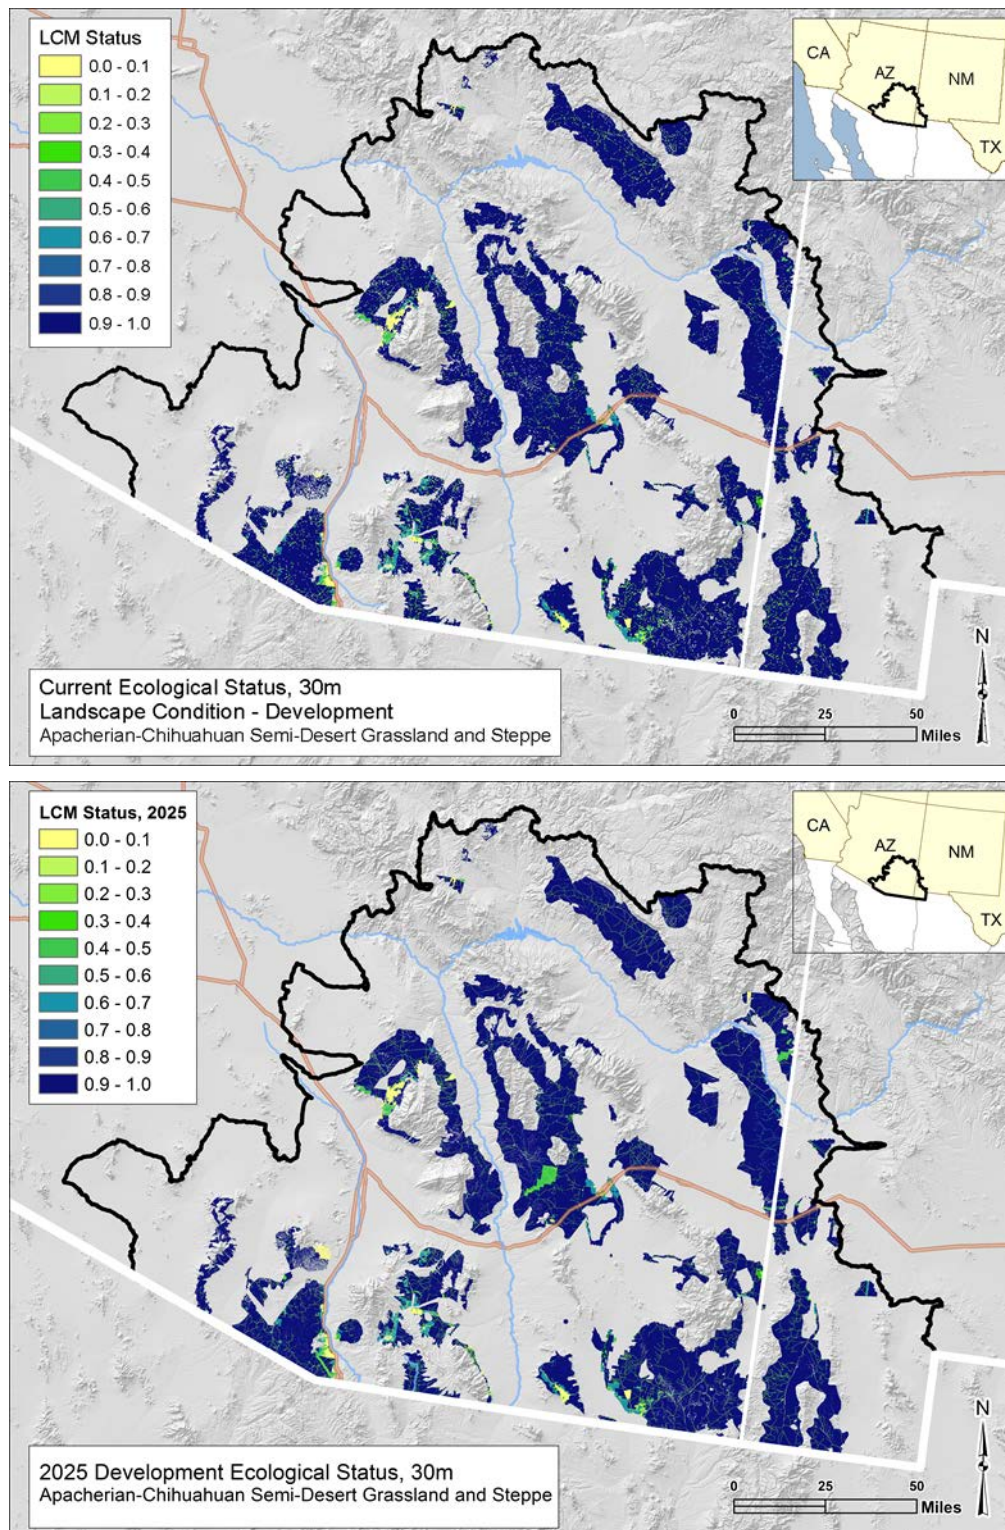 LCM Status
0.0 - 0.1
0.1 - 0.2
0.2 - 0.3
0.3 - 0.4
0.4 - 0.5
0.5 - 0.6
0.6 - 0.7
0.7 - 0.8
0.8 - 0.9
0.9 - 1.0
CA
AZ
NM
TX
N
0 25 50
Miles
Current Ecological Status, 30m
Landscape Condition - Development
Apacherian-Chihuahuan Semi-Desert Grassland and Steppe
LCM Status, 2025
0.0 - 0.1
0.1 - 0.2
0.2 - 0.3
0.3 - 0.4
0.4 - 0.5
0.5 - 0.6
0.6 - 0.7
0.7 - 0.8
0.8 - 0.9
0.9 - 1.0
CA
AZ
NM
TX
N
0 25 50
Miles
2025 Development Ecological Status, 30m
Apacherian-Chihuahuan Semi-Desert Grassland and Steppe